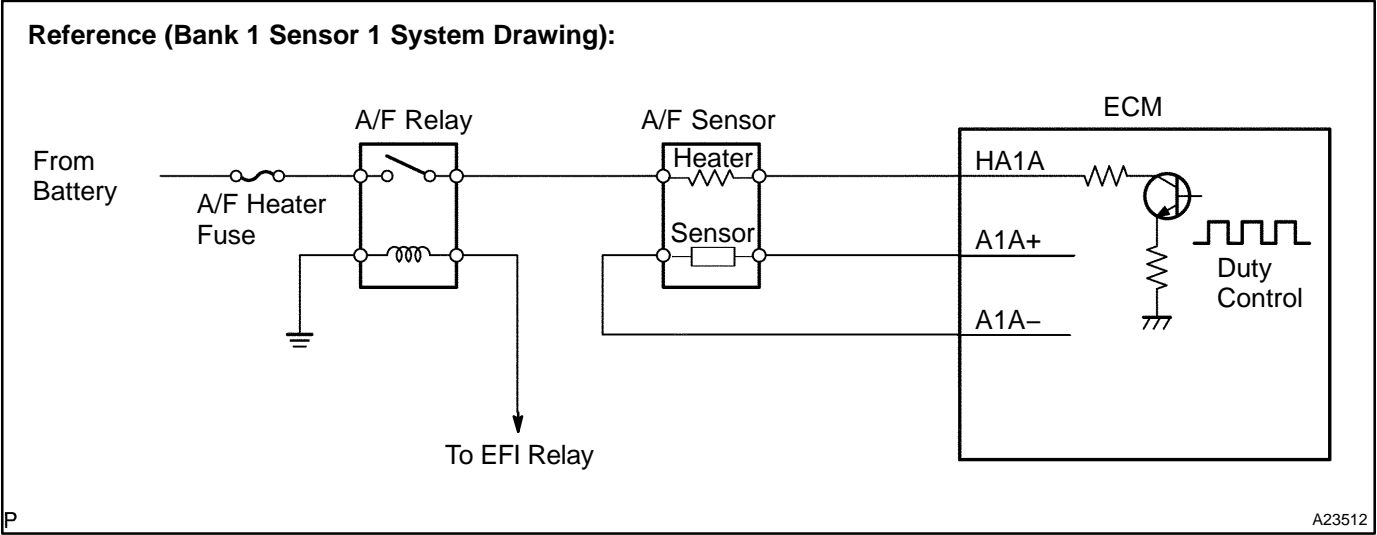 Reference (Bank 1 Sensor 1 System Drawing):
ECM
A/F Relay
A/F Sensor
From
Battery
Heater
HA1A
A/F Heater
Fuse
Sensor
A1A+
Duty
Control
A1A−
To EFI Relay
P
A23512